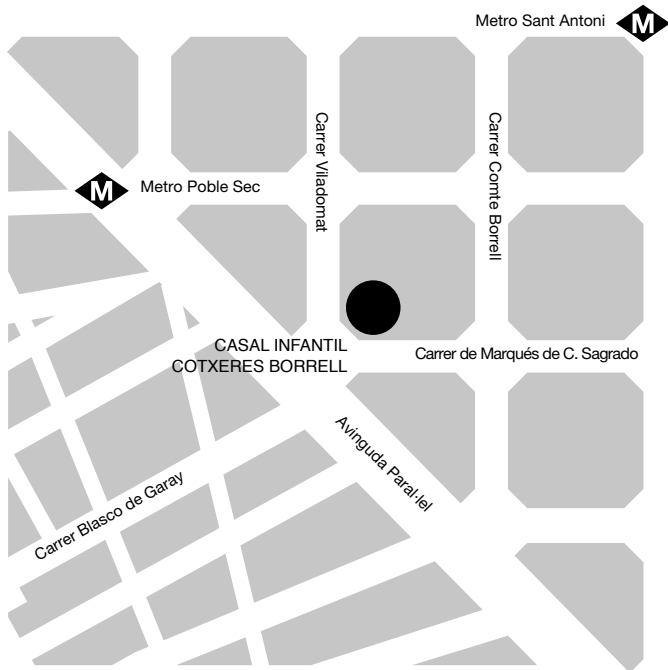 Metro Sant Antoni M
M Metro Poble Sec
Carrer Viladomat
Carrer Comte Borrell
CASAL INFANTIL
COTXERES BORRELL
Carrer de Marqués de C. Sagrado
Avinguda Paral·lel
Carrer Blasco de Garay